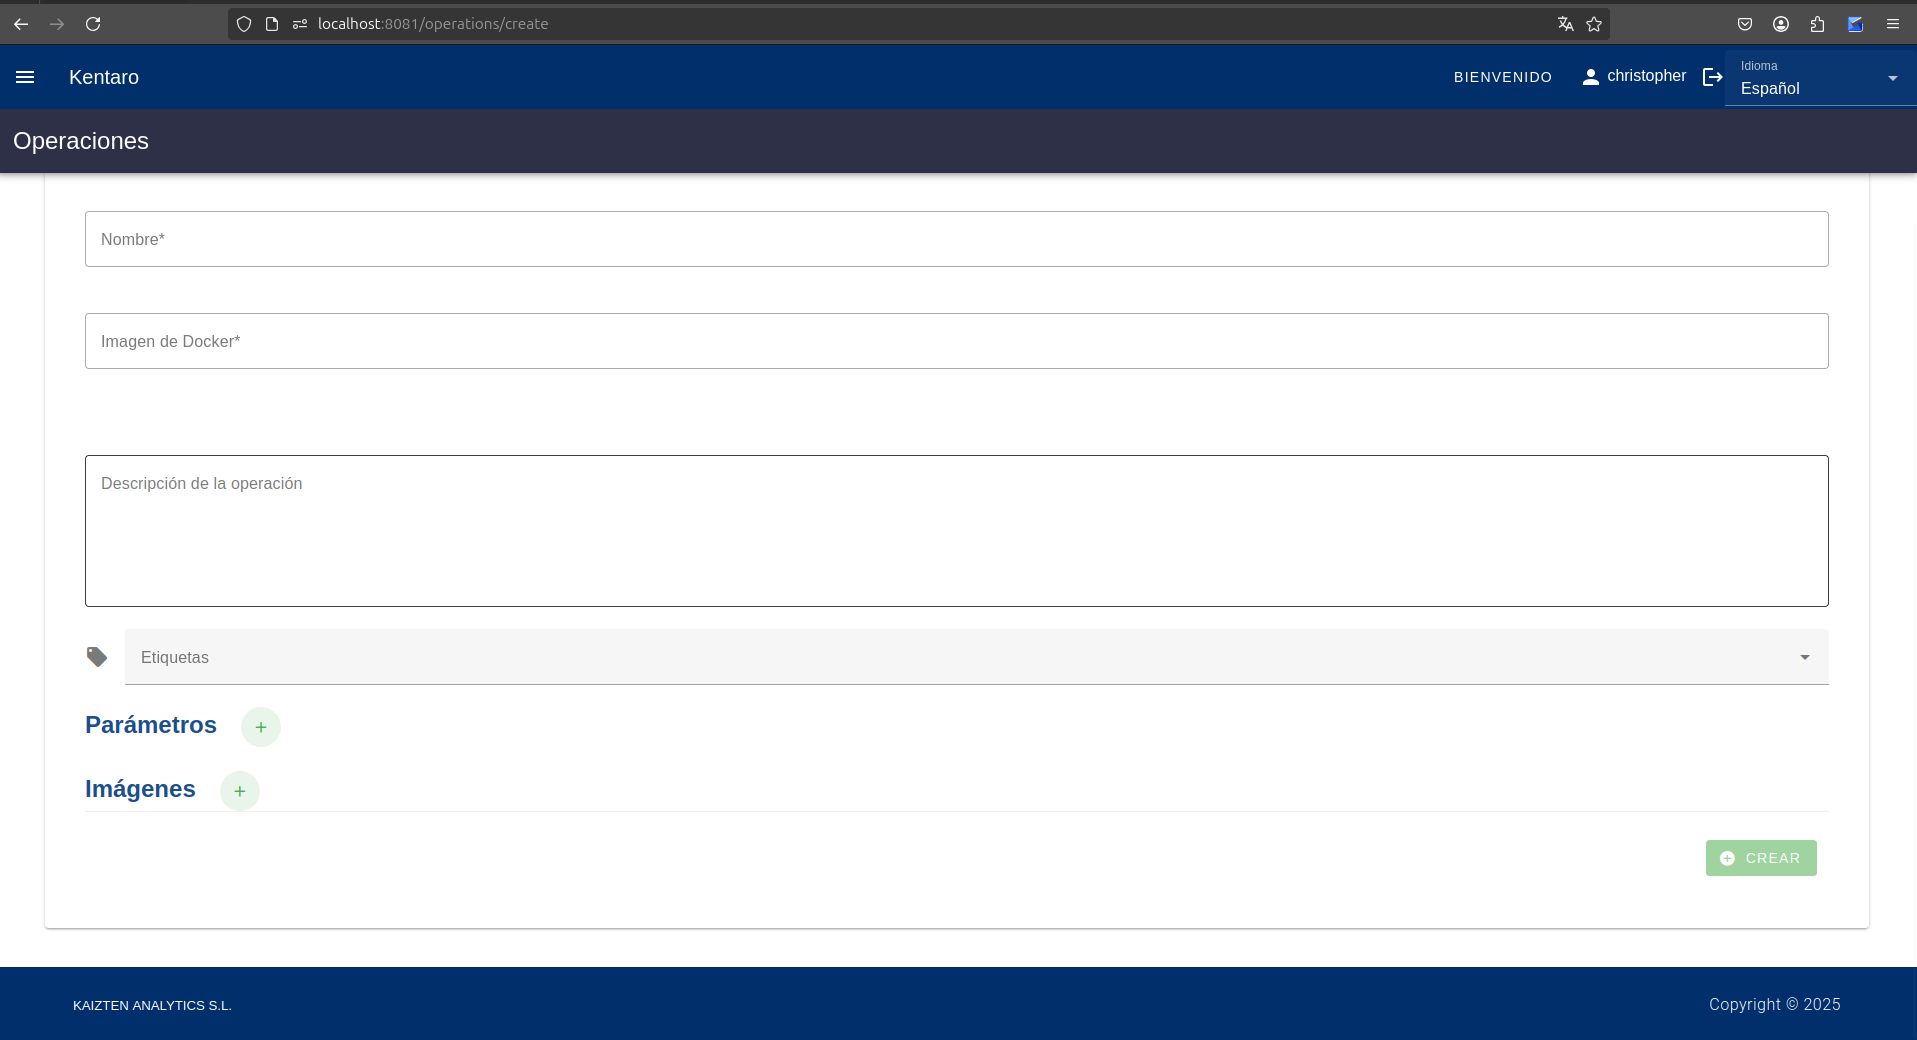 localhost:8081/operations/create
Kentaro
BIENVENIDO
christopher
Idioma
Español
Operaciones
Nombre*
Imagen de Docker*
Descripción de la operación
Etiquetas
Parámetros
Imágenes
CREAR
KAIZTEN ANALYTICS S.L.
Copyright © 2025